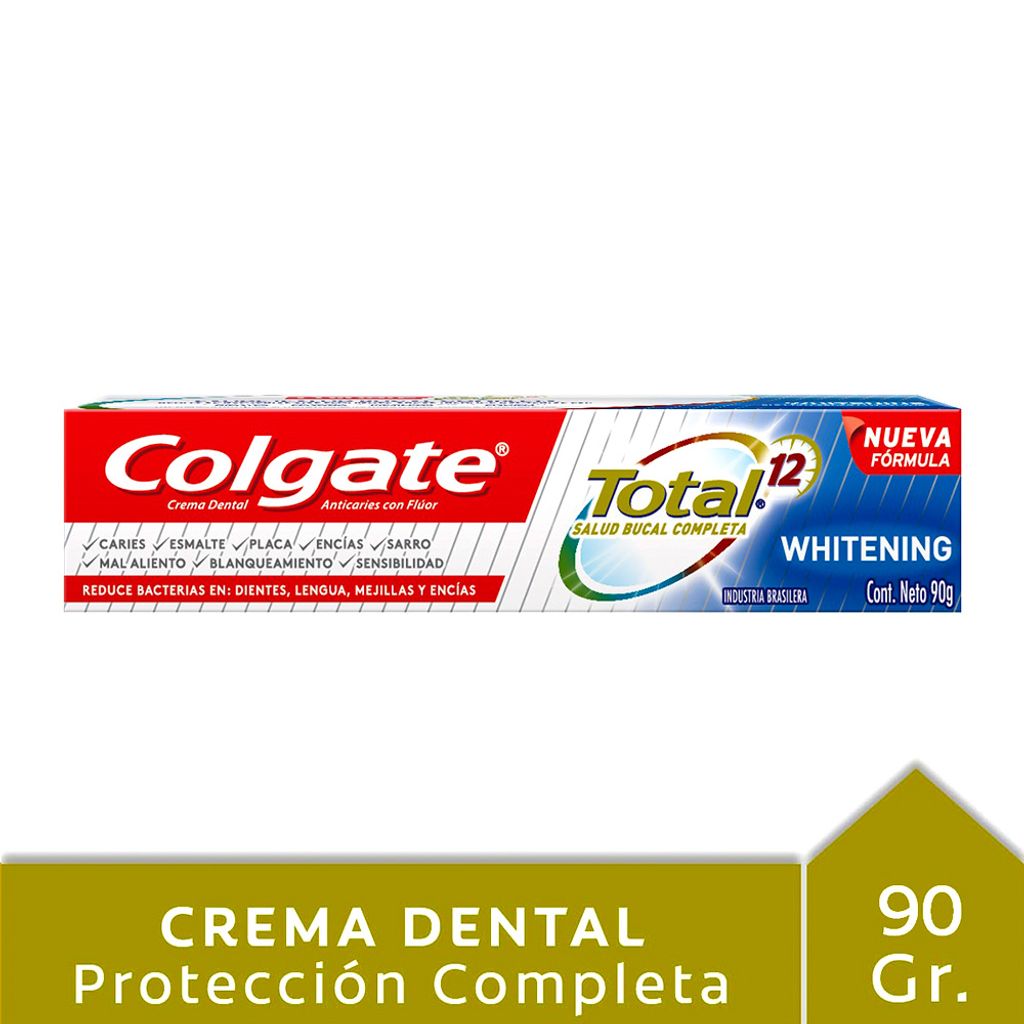 Colgate®
Crema Dental Anticaries con Flúor
✓CARIES ✓ESMALTE ✓PLACA ✓ENCÍAS ✓SARRO
✓MAL ALIENTO ✓BLANQUEAMIENTO ✓SENSIBILIDAD
REDUCE BACTERIAS EN: DIENTES, LENGUA, MEJILLAS Y ENCÍAS
Total® 12
SALUD BUCAL COMPLETA
NUEVA
FÓRMULA
WHITENING
INDUSTRIA BRASILERA
Cont. Neto 90g
CREMA DENTAL
Protección Completa
90
Gr.